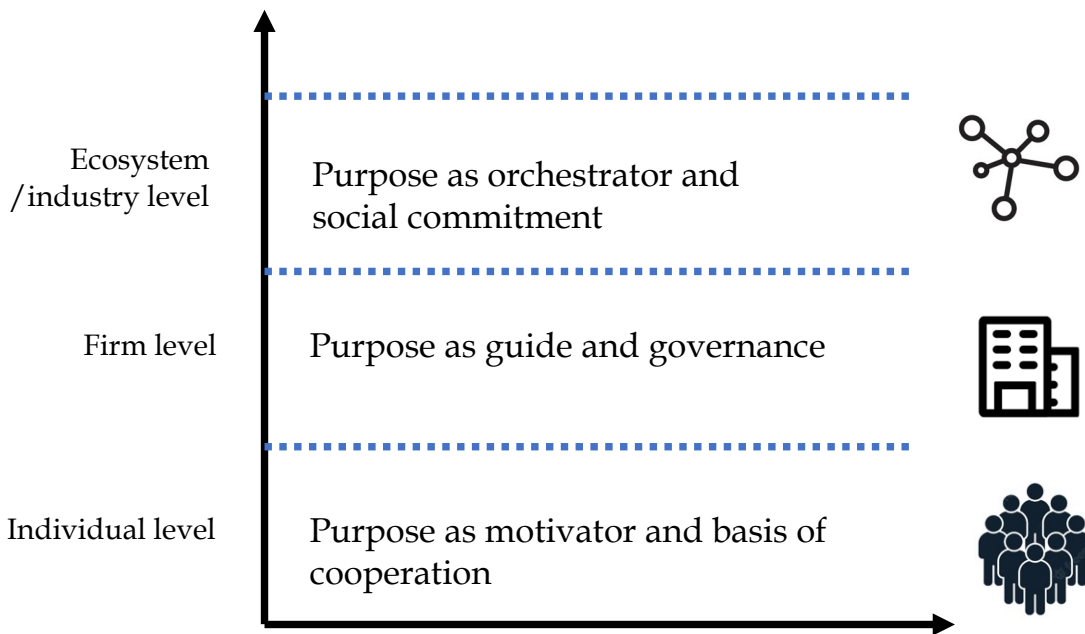 Ecosystem
/industry level
Purpose as orchestrator and
social commitment
Firm level
Purpose as guide and governance
Individual level
Purpose as motivator and basis of
cooperation